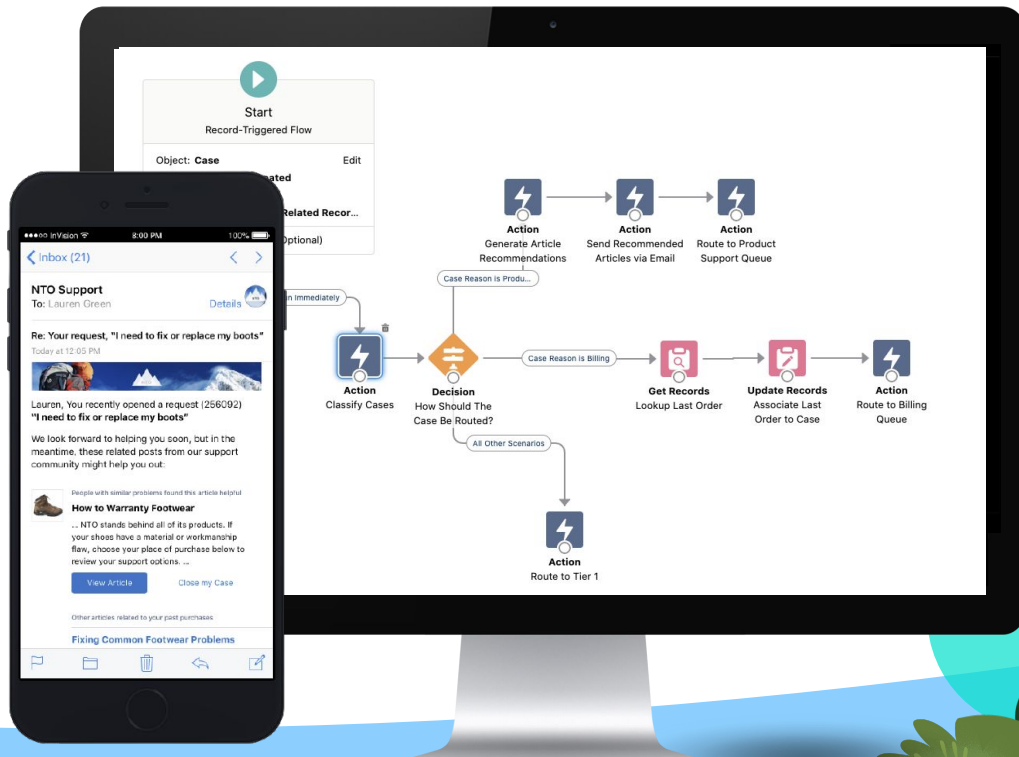 Start
Record-Triggered Flow
Object: Case Edit
Related Recor...
Optional)
Immediately
Action
Classify Cases
Decision
How Should The
Case Be Routed?
Case Reason is Produ...
Action
Generate Article
Recommendations
Action
Send Recommended
Articles via Email
Action
Route to Product
Support Queue
Case Reason is Billing
Get Records
Lookup Last Order
Update Records
Associate Last
Order to Case
Action
Route to Billing
Queue
All Other Scenarios
Action
Route to Tier 1
InVision 8:00 PM 100%
Inbox (21)
NTO Support
To: Lauren Green Details
Re: Your request, "I need to fix or replace my boots"
Today at 12:05 PM
Lauren, You recently opened a request (256092)
"I need to fix or replace my boots"
We look forward to helping you soon, but in the
meantime, these related posts from our support
community might help you out:
People with similar problems found this article helpful
How to Warranty Footwear
... NTO stands behind all of its products. If
your shoes have a material or workmanship
flaw, choose your place of purchase below to
review your support options. ...
View Article Close my Case
Other articles related to your past purchases
Fixing Common Footwear Problems